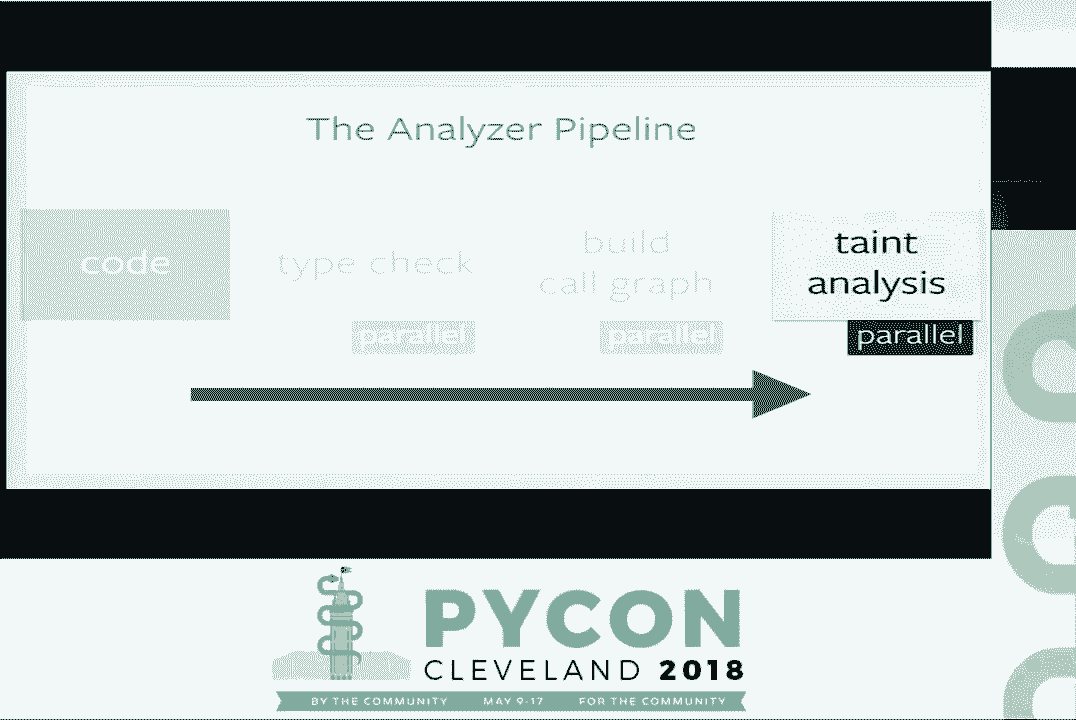 The Analyzer Pipeline
code
type check
build
call graph
taint
analysis
parallel
parallel
parallel
PYCON
CLEVELAND 2018
BY THE COMMUNITY MAY 9-17 FOR THE COMMUNITY